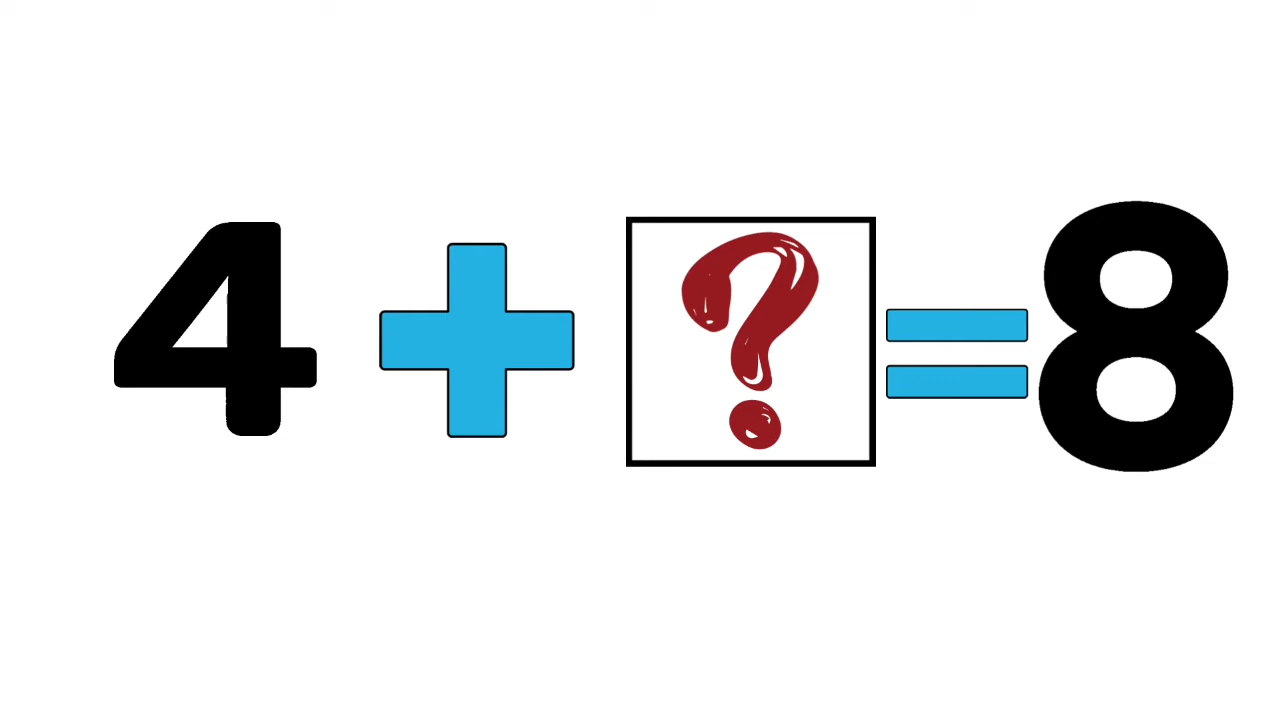 4 + ? = 8